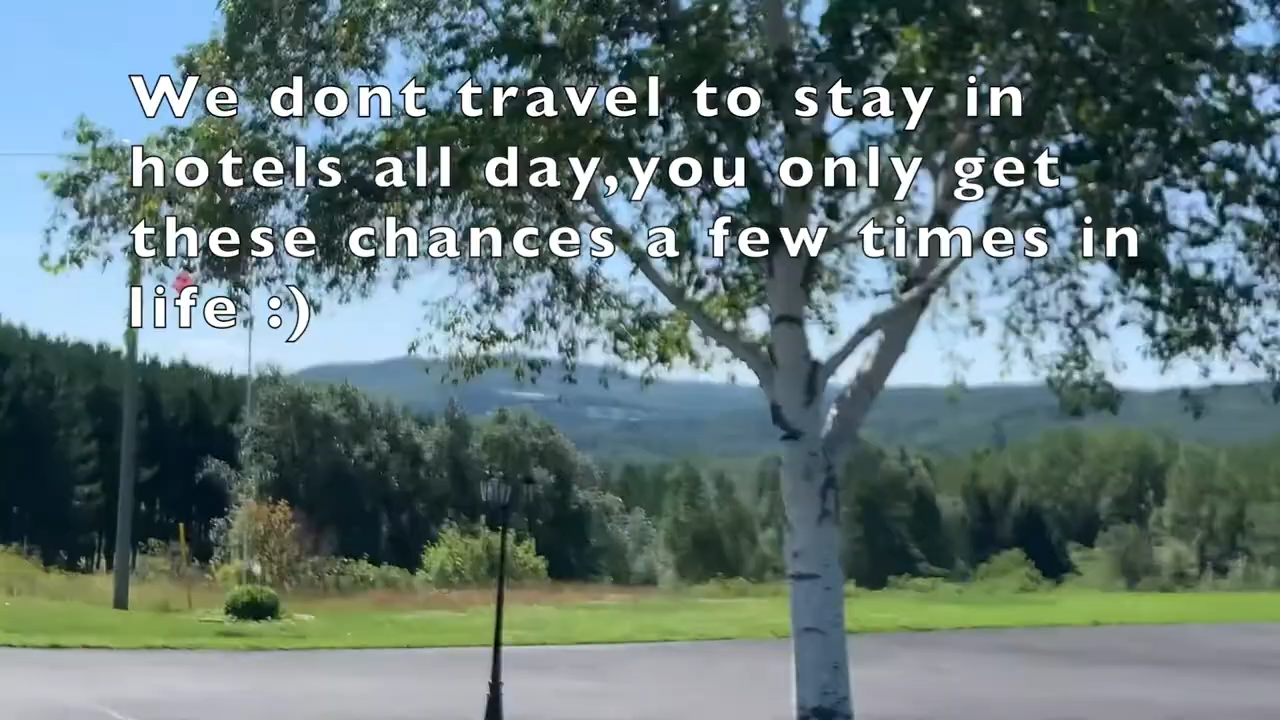 We dont travel to stay in
hotels all day,you only get
these chances a few times in
life :)